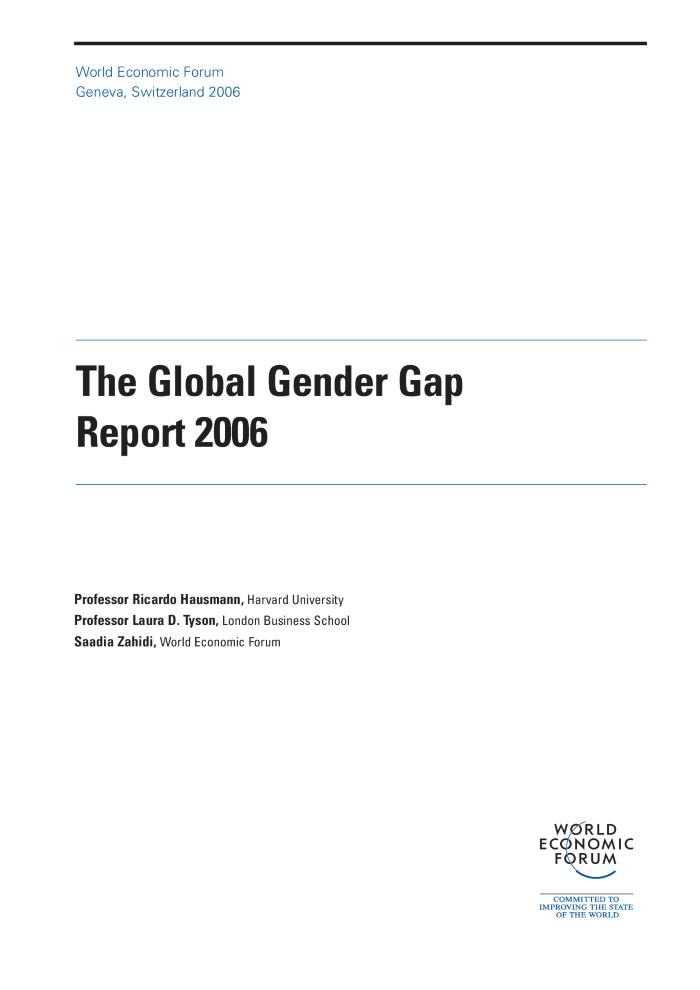 World Economic Forum
Geneva, Switzerland 2006
The Global Gender Gap
Report 2006
Professor Ricardo Hausmann, Harvard University
Professor Laura D. Tyson, London Business School
Saadia Zahidi, World Economic Forum
WORLD
ECONOMIC
FORUM
COMMITTED TO
IMPROVING THE STATE
OF THE WORLD